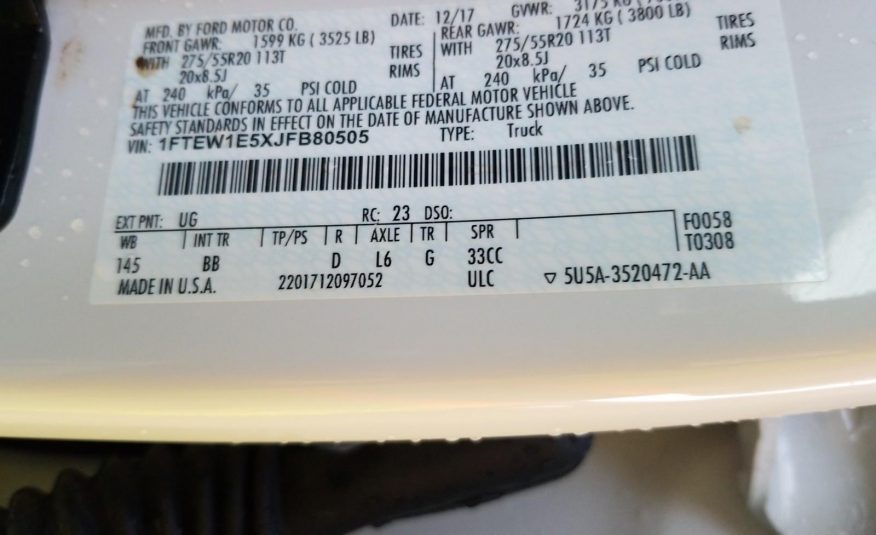 MFD. BY FORD MOTOR CO. DATE: 12/17 GVWR: 3175 KG
FRONT GAWR: 1599 KG ( 3525 LB) REAR GAWR: 1724 KG ( 3800 LB)
WITH 275/55R20 113T TIRES WITH 275/55R20 113T TIRES
20x8.5J RIMS 20x8.5J RIMS
AT 240 kPa/ 35 PSI COLD AT 240 kPa/ 35 PSI COLD
THIS VEHICLE CONFORMS TO ALL APPLICABLE FEDERAL MOTOR VEHICLE
SAFETY STANDARDS IN EFFECT ON THE DATE OF MANUFACTURE SHOWN ABOVE.
VIN: 1FTEW1E5XJFB80505 TYPE: Truck
EXT PNT: UG RC: 23 DSO: F0058
WB INT TR TP/PS R AXLE TR SPR T0308
145 BB D L6 G 33CC
MADE IN U.S.A. 2201712097052 ULC ▽ 5U5A-3520472-AA